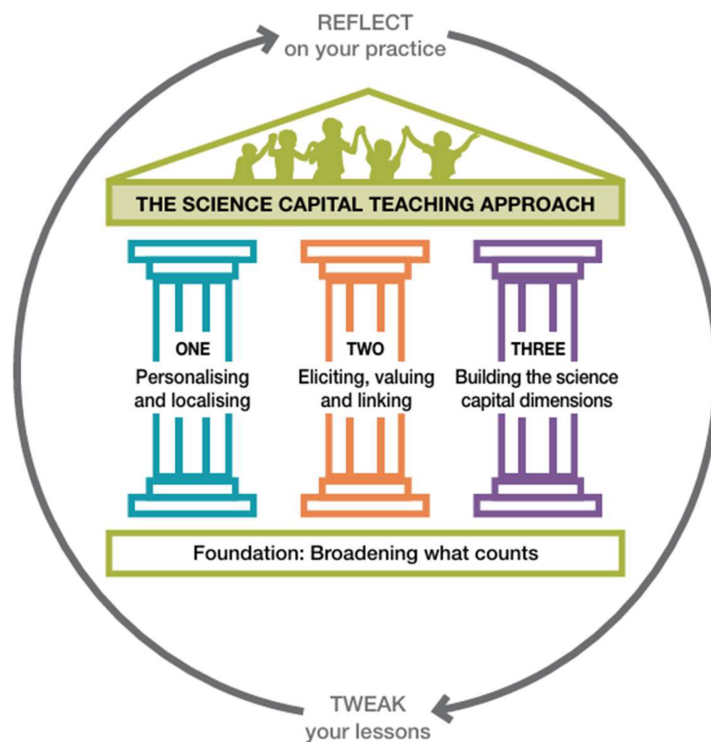 REFLECT
on your practice
THE SCIENCE CAPITAL TEACHING APPROACH
ONE
Personalising
and localising
TWO
Eliciting, valuing
and linking
THREE
Building the science
capital dimensions
Foundation: Broadening what counts
TWEAK
your lessons